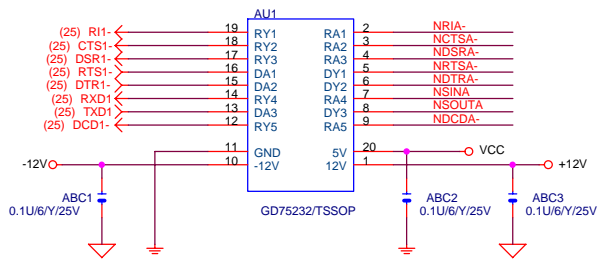 AU1
(25) RI1- 19 RY1 RA1 2 NRIA-
(25) CTS1- 18 RY2 RA2 3 NCTSA-
(25) DSR1- 17 RY3 RA3 4 NDSRA-
(25) RTS1- 16 DA1 DY1 5 NRTSA-
(25) DTR1- 15 DA2 DY2 6 NDTRA-
(25) RXD1 14 RY4 RA4 7 NSINA
(25) TXD1 13 DA3 DY3 8 NSOUTA
(25) DCD1- 12 RY5 RA5 9 NDCDA-
11 GND 5V 20 VCC
-12V 10 -12V 12V 1 +12V
ABC1 ABC2 ABC3
0.1U/6/Y/25V GD75232/TSSOP 0.1U/6/Y/25V 0.1U/6/Y/25V